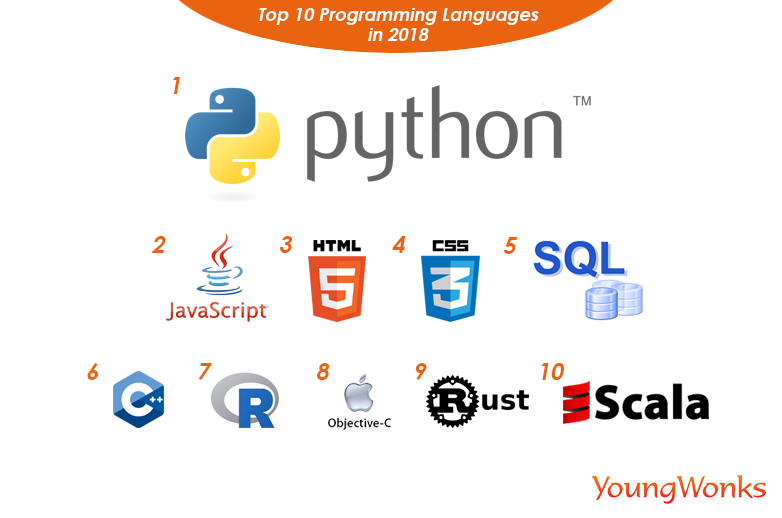 Top 10 Programming Languages
in 2018
1
python TM
2
JavaScript
3
HTML
5
4
CSS
3
5
SQL
6
C++
7
R
8
Objective-C
9
Rust
10
Scala
YoungWonks